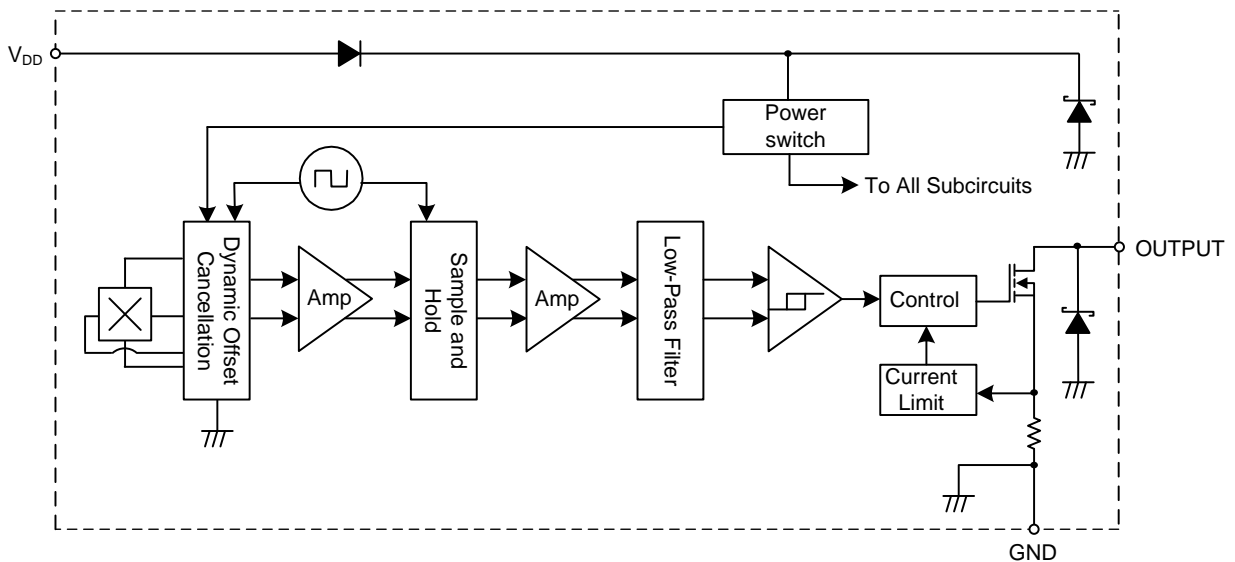 V_DD
Power
switch
To All Subcircuits
Dynamic Offset
Cancellation
Amp
Sample and
Hold
Amp
Low-Pass Filter
Control
Current
Limit
OUTPUT
GND